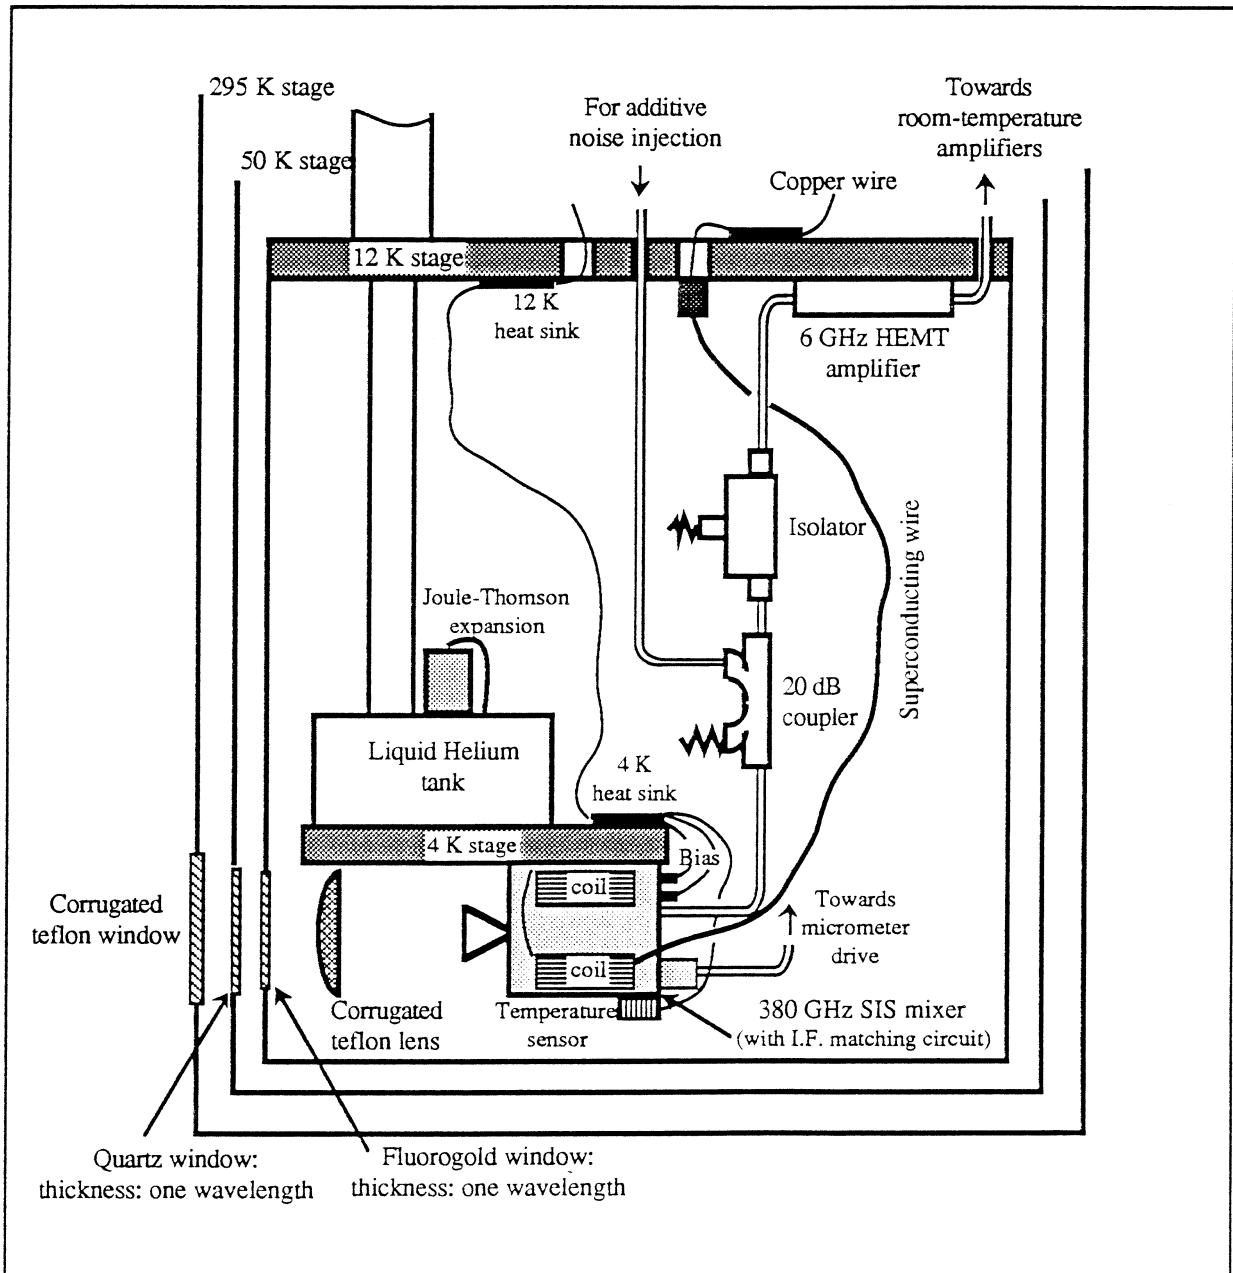 295 K stage
50 K stage
For additive
noise injection
Towards
room-temperature
amplifiers
Copper wire
12 K stage
12 K
heat sink
6 GHz HEMT
amplifier
Isolator
Superconducting wire
Joule-Thomson
expansion
20 dB
coupler
Liquid Helium
tank
4 K
heat sink
4 K stage
Bias
coil
coil
Corrugated
teflon window
Towards
micrometer
drive
Corrugated
teflon lens
Temperature
sensor
380 GHz SIS mixer
(with I.F. matching circuit)
Quartz window:
thickness: one wavelength
Fluorogold window:
thickness: one wavelength